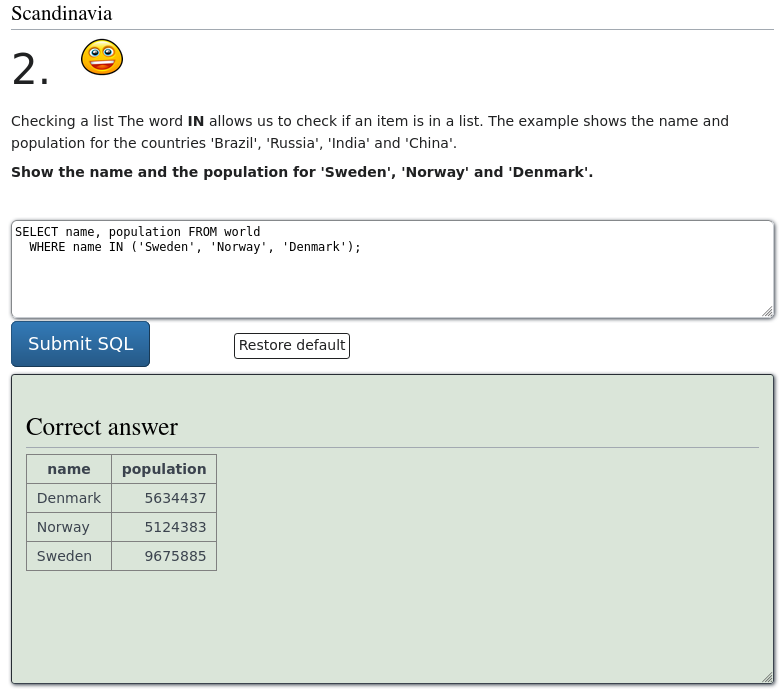 Scandinavia
2.
Checking a list The word IN allows us to check if an item is in a list. The example shows the name and
population for the countries 'Brazil', 'Russia', 'India' and 'China'.
Show the name and the population for 'Sweden', 'Norway' and 'Denmark'.
SELECT name, population FROM world
  WHERE name IN ('Sweden', 'Norway', 'Denmark');
Submit SQL Restore default
Correct answer
name population
Denmark 5634437
Norway 5124383
Sweden 9675885